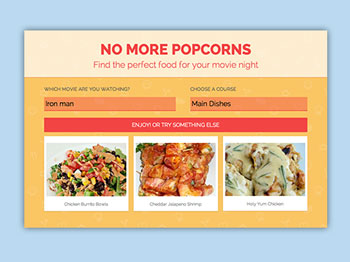 NO MORE POPCORNS
Find the perfect food for your movie night
WHICH MOVIE ARE YOU WATCHING?
CHOOSE A COURSE
Iron man
Main Dishes
ENJOY! OR TRY SOMETHING ELSE
Chicken Burrito Bowls
Cheddar Jalapeno Shrimp
Holy Yum Chicken